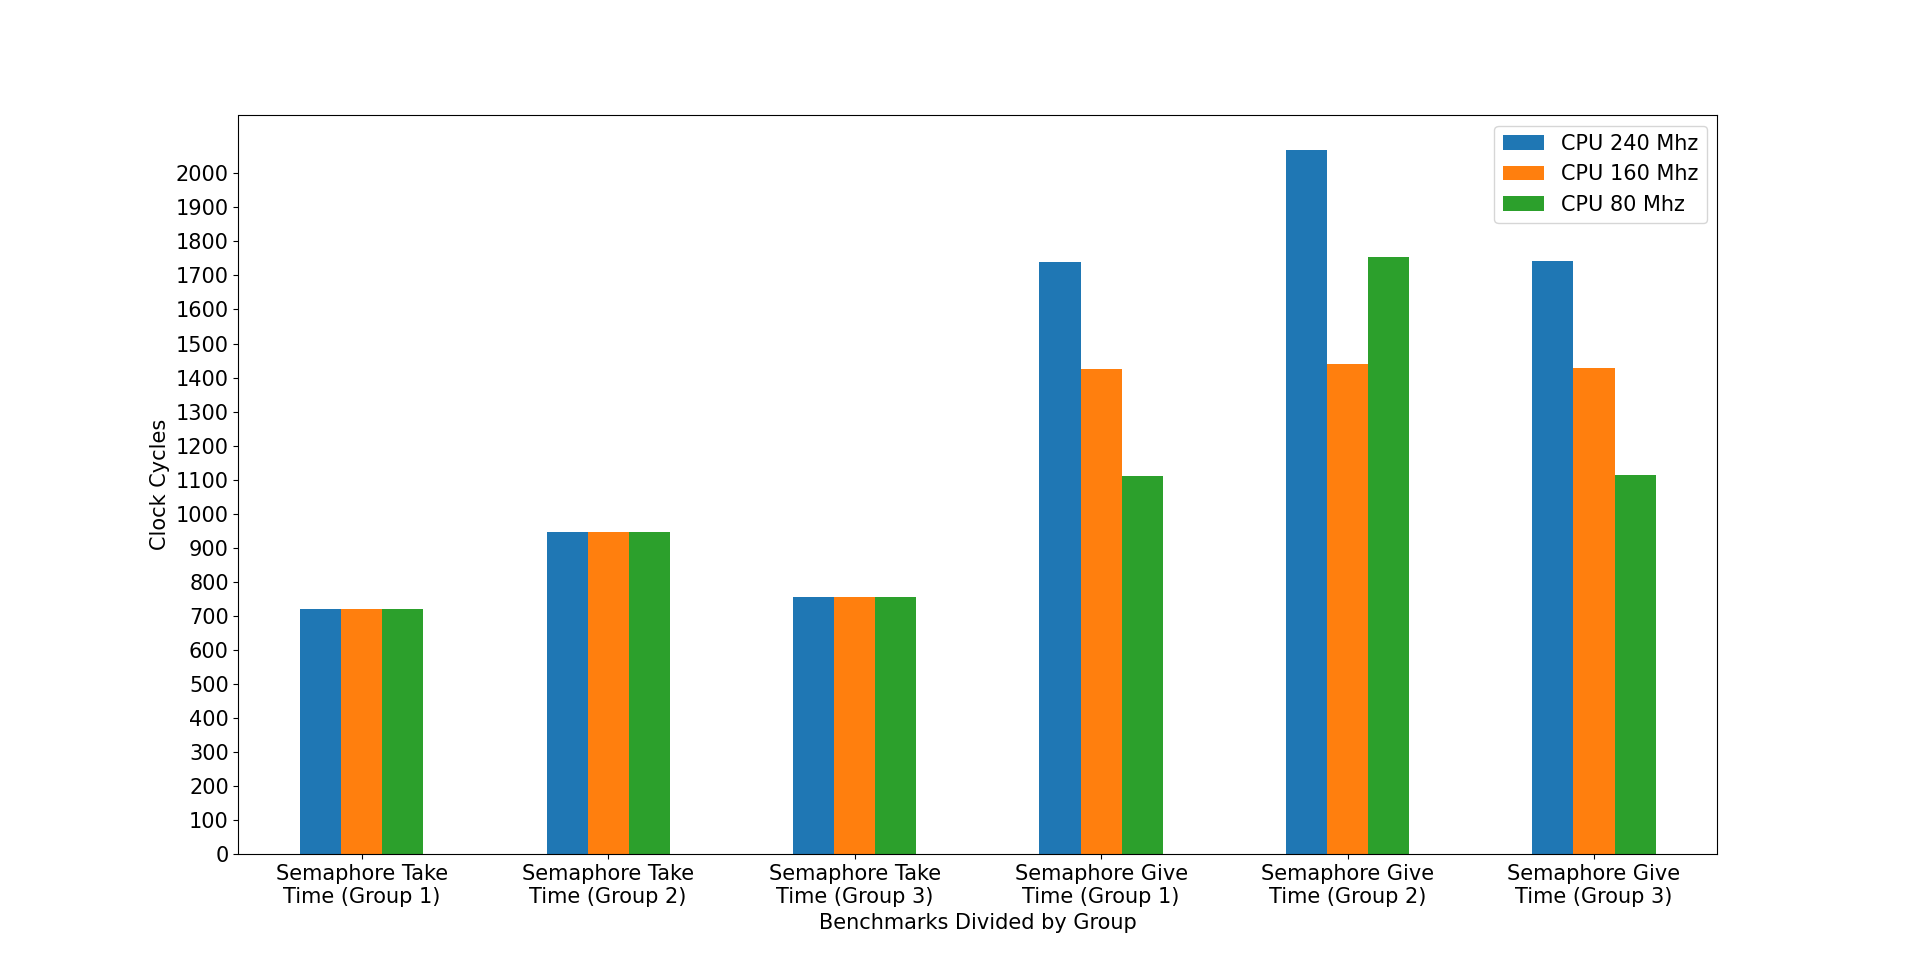 CPU 240 Mhz
CPU 160 Mhz
CPU 80 Mhz
2000
1900
1800
1700
1600
1500
1400
1300
1200
1100
1000
900
800
700
600
500
400
300
200
100
0
Clock Cycles
Semaphore Take
Time (Group 1)
Semaphore Take
Time (Group 2)
Semaphore Take
Time (Group 3)
Semaphore Give
Time (Group 1)
Semaphore Give
Time (Group 2)
Semaphore Give
Time (Group 3)
Benchmarks Divided by Group